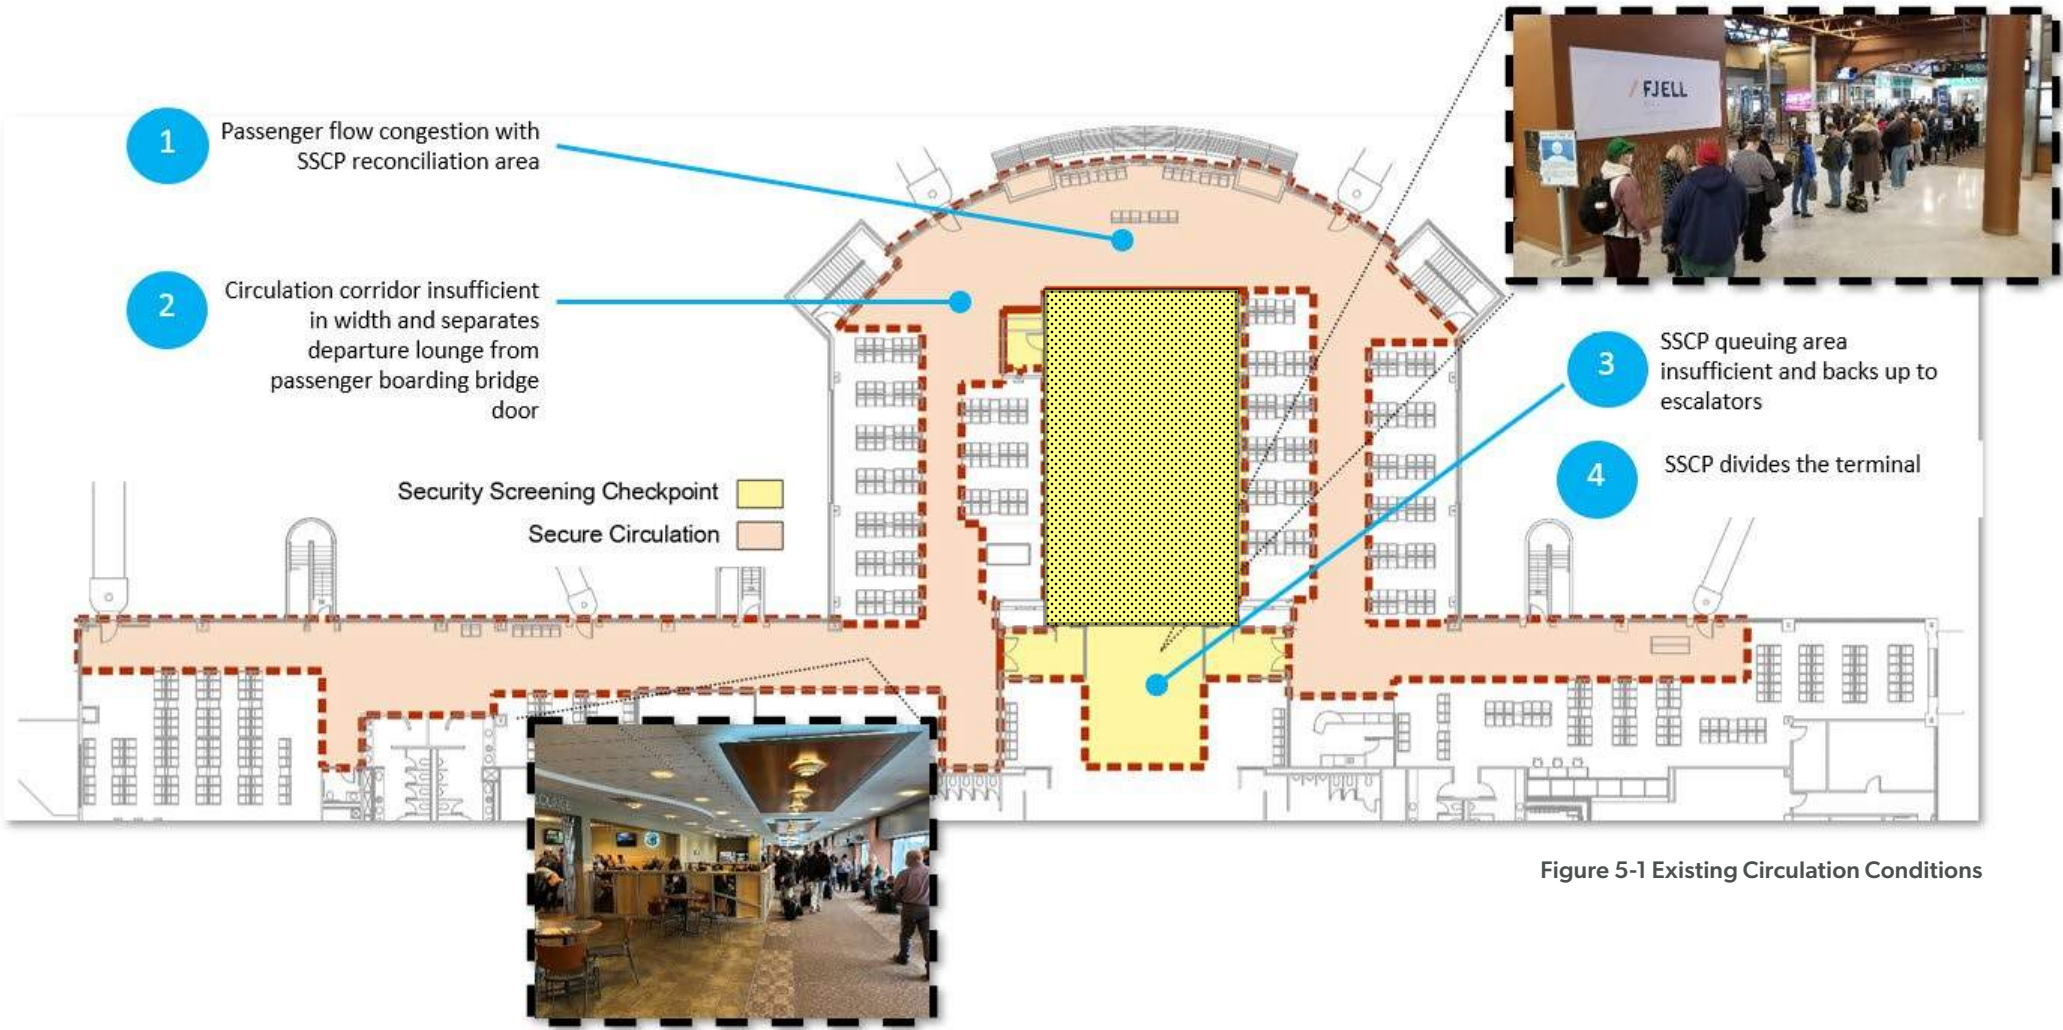 1
Passenger flow congestion with
SSCP reconciliation area
2
Circulation corridor insufficient
in width and separates
departure lounge from
passenger boarding bridge
door
Security Screening Checkpoint
Secure Circulation
/ FJELL
3
SSCP queuing area
insufficient and backs up to
escalators
4
SSCP divides the terminal
Figure 5-1 Existing Circulation Conditions